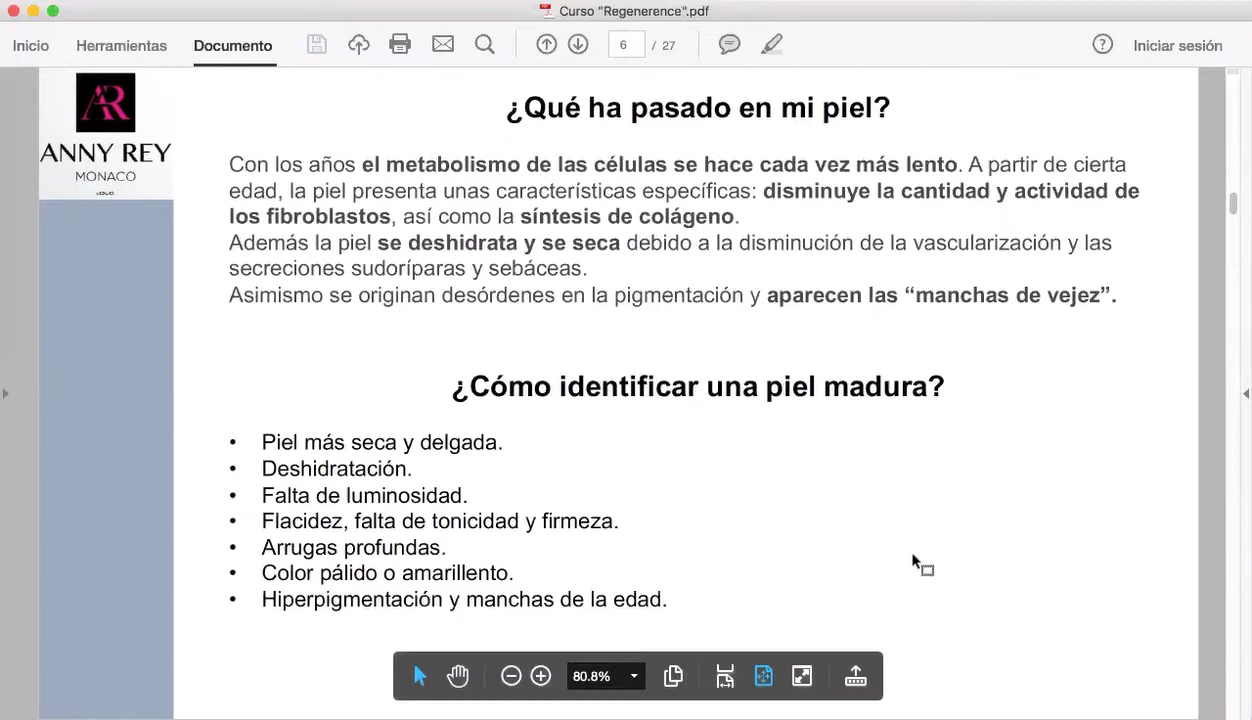 Curso "Regenerence".pdf
Inicio Herramientas Documento 6 / 27 Iniciar sesión
AR
ANNY REY
MONACO
¿Qué ha pasado en mi piel?
Con los años el metabolismo de las células se hace cada vez más lento. A partir de cierta
edad, la piel presenta unas características específicas: disminuye la cantidad y actividad de
los fibroblastos, así como la síntesis de colágeno.
Además la piel se deshidrata y se seca debido a la disminución de la vascularización y las
secreciones sudoríparas y sebáceas.
Asimismo se originan desórdenes en la pigmentación y aparecen las “manchas de vejez”.
¿Cómo identificar una piel madura?
• Piel más seca y delgada.
• Deshidratación.
• Falta de luminosidad.
• Flacidez, falta de tonicidad y firmeza.
• Arrugas profundas.
• Color pálido o amarillento.
• Hiperpigmentación y manchas de la edad.
80.8%